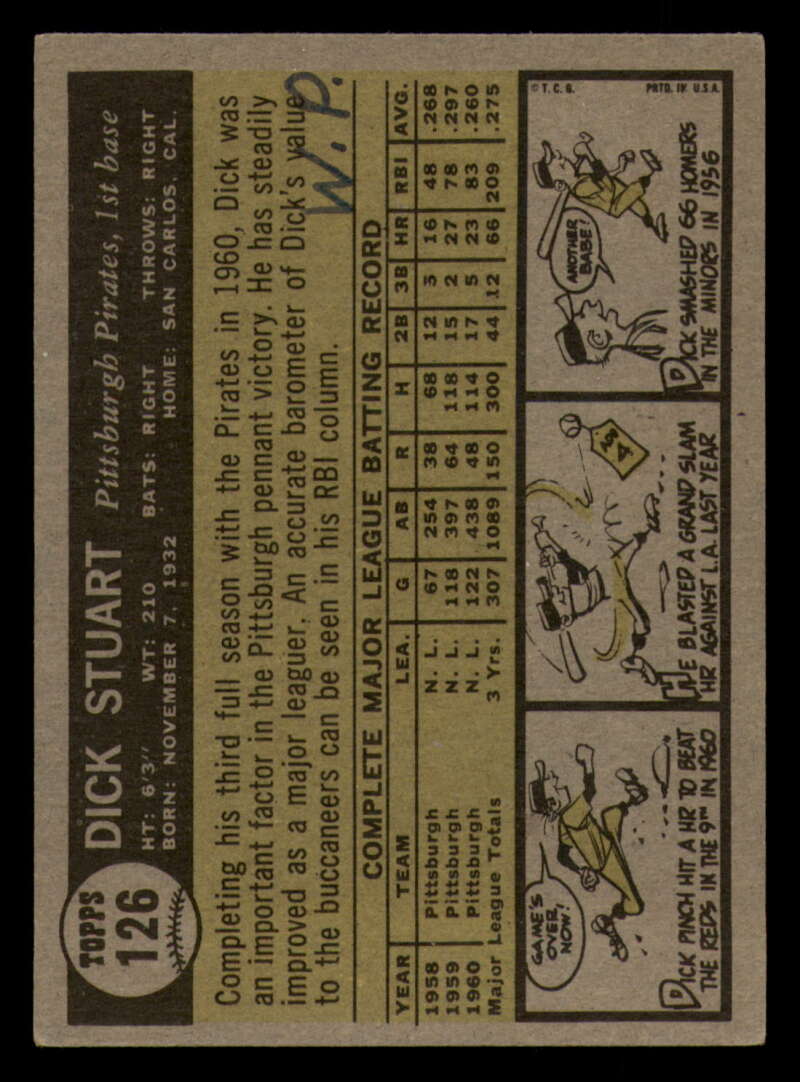 TOPPS
126
DICK STUART Pittsburgh Pirates, 1st base
HT: 6'3" WT: 210 BATS: RIGHT THROWS: RIGHT
BORN: NOVEMBER 7, 1932 HOME: SAN CARLOS, CAL.
Completing his third full season with the Pirates in 1960, Dick was
an important factor in the Pittsburgh pennant victory. He has steadily
improved as a major leaguer. An accurate barometer of Dick's value
to the buccaneers can be seen in his RBI column.
W.P.
COMPLETE MAJOR LEAGUE BATTING RECORD
YEAR TEAM LEA. G AB R H 2B 3B HR RBI AVG.
1958 Pittsburgh N. L. 67 254 38 68 12 5 16 48 .268
1959 Pittsburgh N. L. 118 397 64 118 15 2 27 78 .297
1960 Pittsburgh N. L. 122 438 48 114 17 5 23 83 .260
Major League Totals 3 Yrs. 307 1089 150 300 44 12 66 209 .275
GAME'S
OVER,
NOW!
DICK PINCH HIT A HR TO BEAT
THE REDS IN THE 9TH IN 1960
HE BLASTED A GRAND SLAM
HR AGAINST L.A. LAST YEAR
© T. C. G. PRTD. IN U.S.A.
ANOTHER
BABE!
DICK SMASHED 66 HOMERS
IN THE MINORS IN 1956